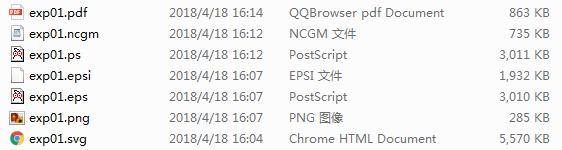 exp01.pdf 2018/4/18 16:14 QQBrowser pdf Document 863 KB
exp01.ncgm 2018/4/18 16:12 NCGM 文件 735 KB
exp01.ps 2018/4/18 16:12 PostScript 3,011 KB
exp01.epsi 2018/4/18 16:07 EPSI 文件 1,932 KB
exp01.eps 2018/4/18 16:07 PostScript 3,010 KB
exp01.png 2018/4/18 16:07 PNG 图像 285 KB
exp01.svg 2018/4/18 16:04 Chrome HTML Document 5,570 KB